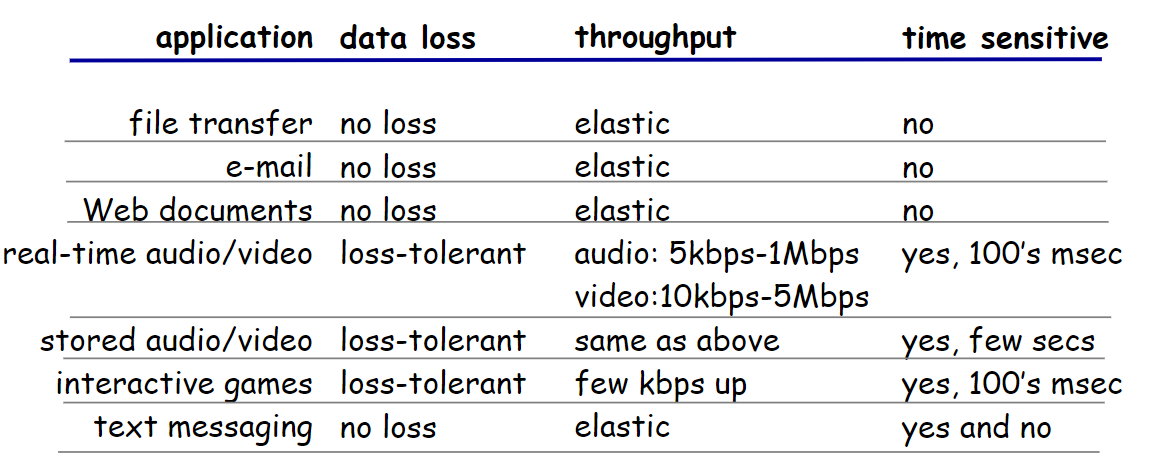 application data loss throughput time sensitive
file transfer no loss elastic no
e-mail no loss elastic no
Web documents no loss elastic no
real-time audio/video loss-tolerant audio: 5kbps-1Mbps yes, 100's msec
video:10kbps-5Mbps
stored audio/video loss-tolerant same as above yes, few secs
interactive games loss-tolerant few kbps up yes, 100's msec
text messaging no loss elastic yes and no